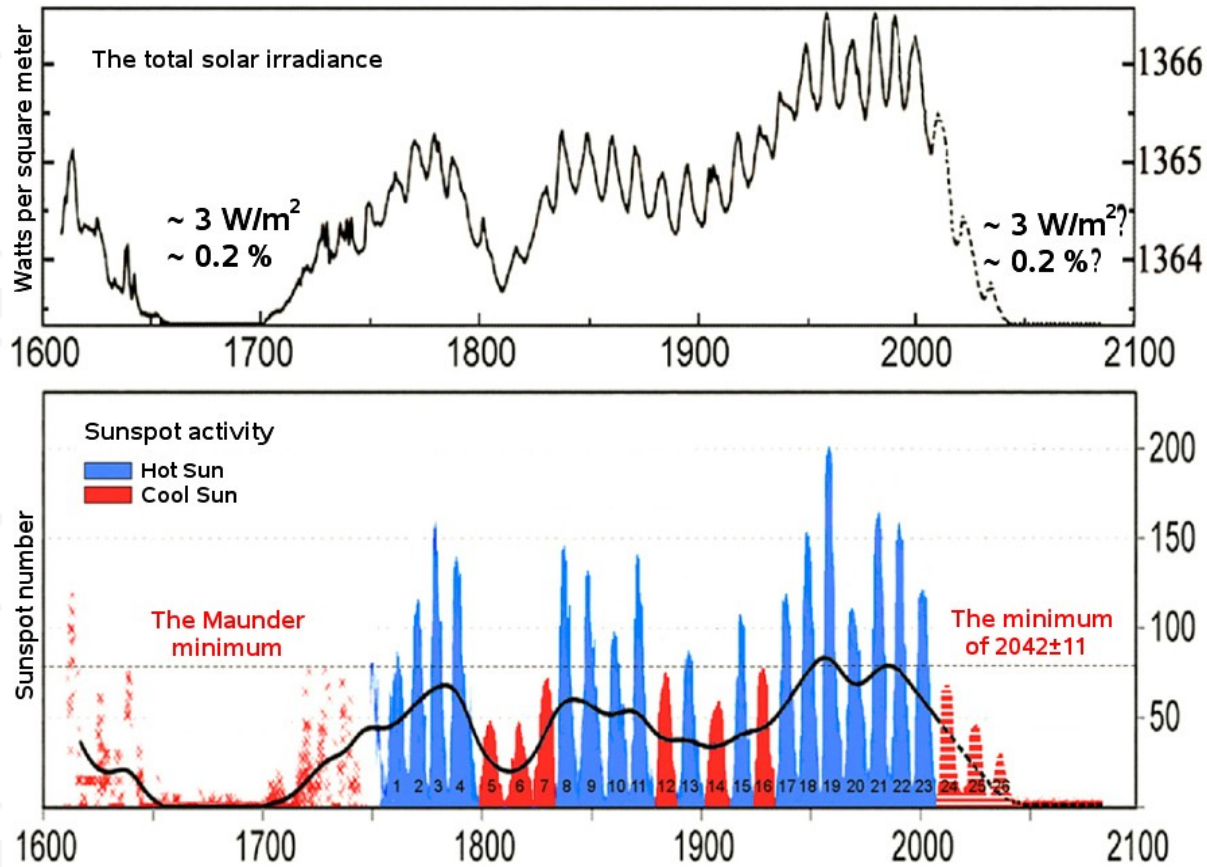 The total solar irradiance
Watts per square meter
~ 3 W/m²
~ 0.2 %
~ 3 W/m²?
~ 0.2 %?
1366
1365
1364
1600 1700 1800 1900 2000 2100
Sunspot activity
Hot Sun
Cool Sun
Sunspot number
The Maunder
minimum
The minimum
of 2042±11
200
150
100
50
1 2 3 4 5 6 7 8 9 10 11 12 13 14 15 16 17 18 19 20 21 22 23 24 25 26
1600 1700 1800 1900 2000 2100